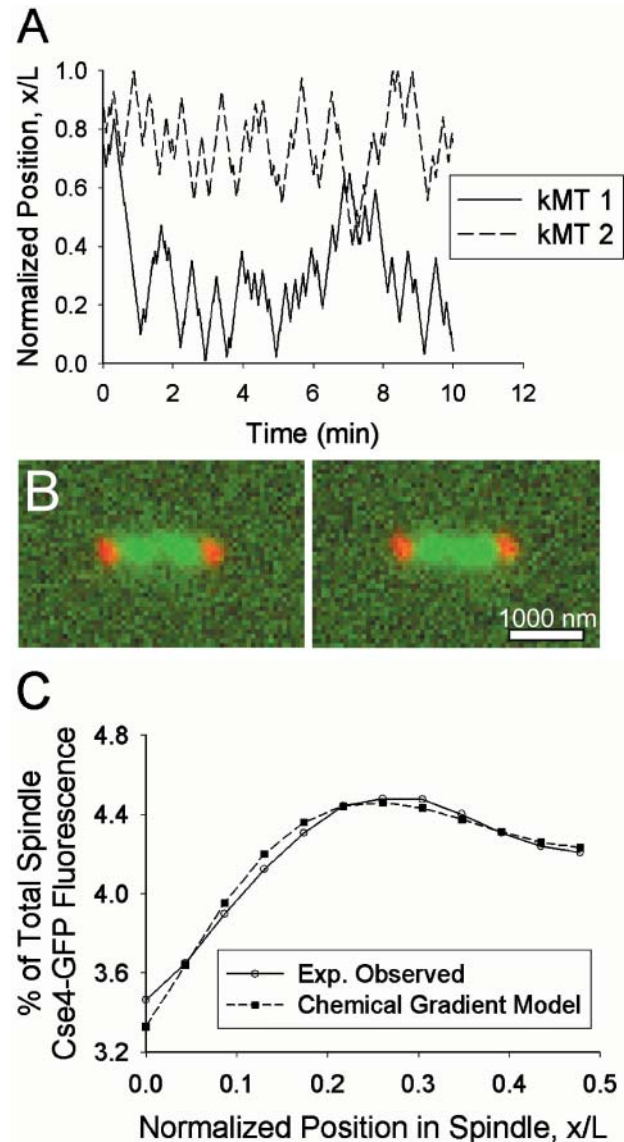 A
Normalized Position, x/L
1.0
0.8
0.6
0.4
0.2
0.0
0 2 4 6 8 10 12
Time (min)
kMT 1
kMT 2
B
1000 nm
C
% of Total Spindle
Cse4-GFP Fluorescence
4.8
4.4
4.0
3.6
3.2
Exp. Observed
Chemical Gradient Model
0.0 0.1 0.2 0.3 0.4 0.5
Normalized Position in Spindle, x/L